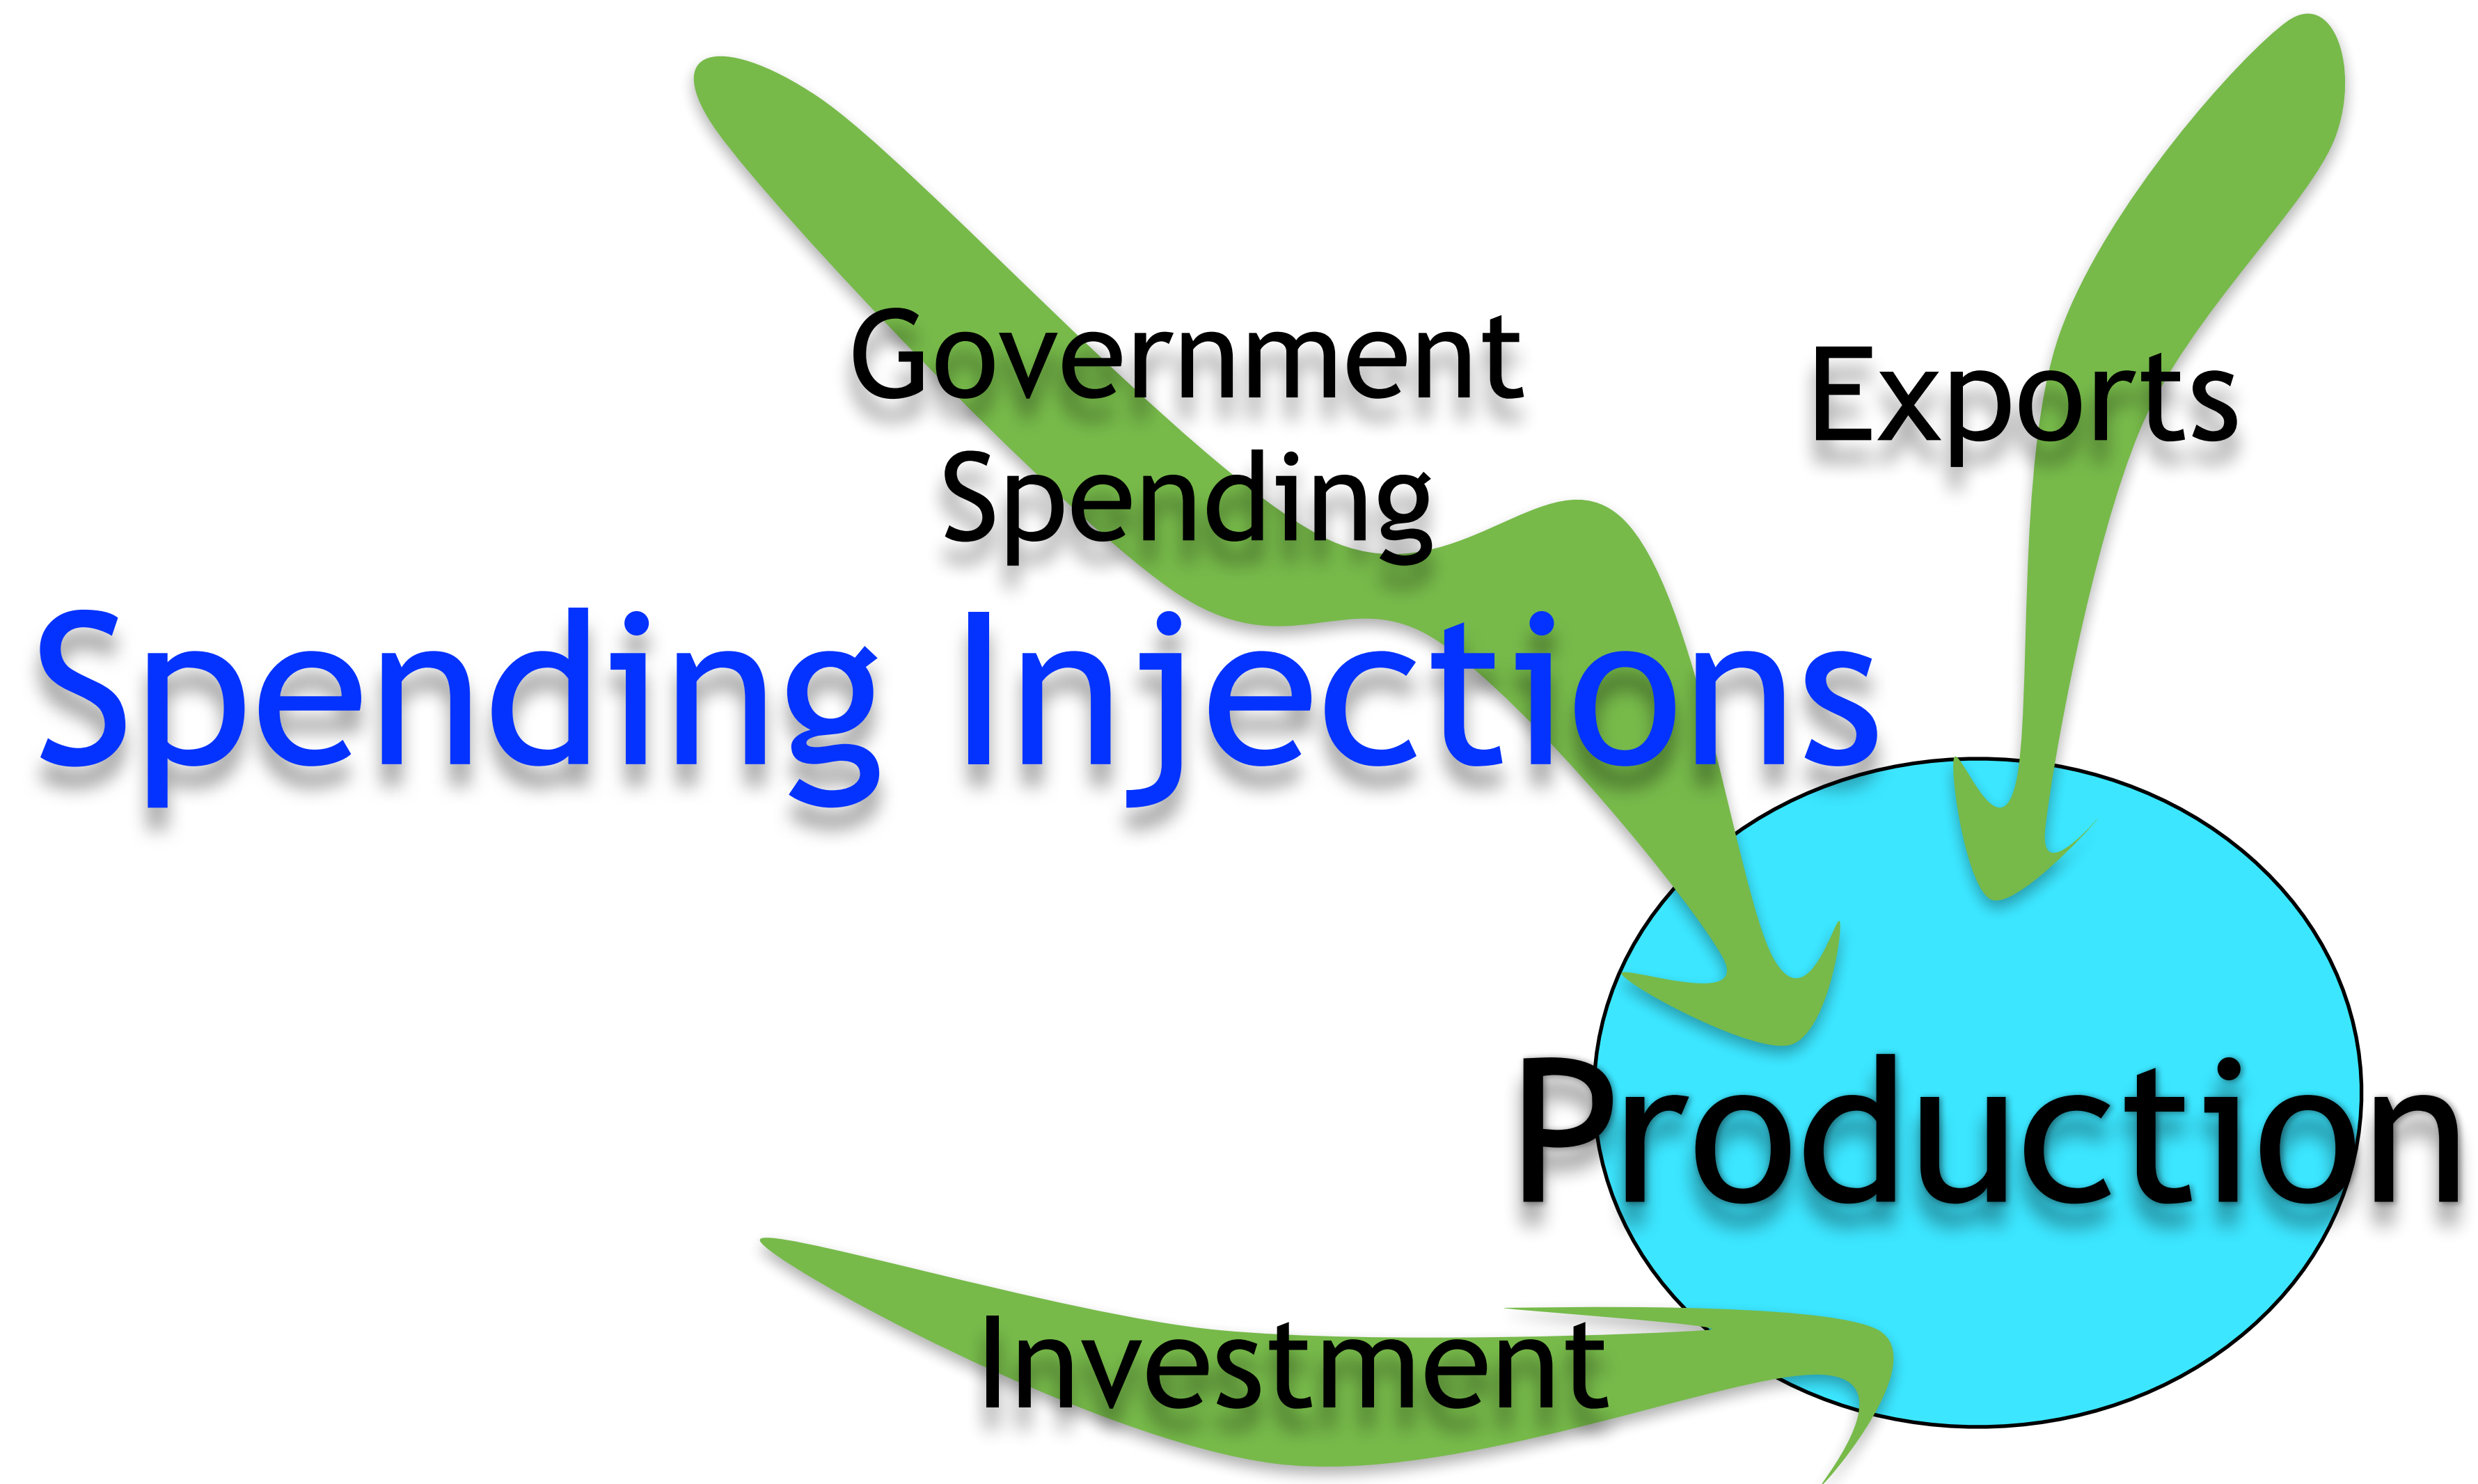 Government
Spending
Exports
Spending Injections
Production
Investment